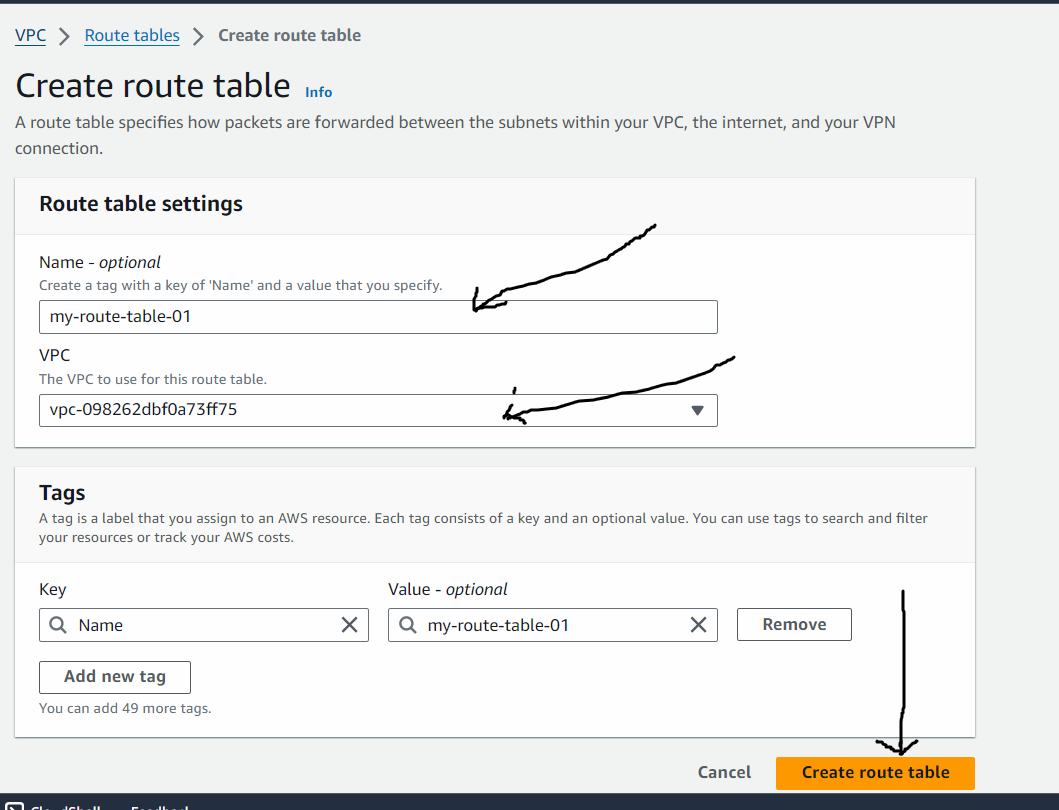 VPC > Route tables > Create route table
Create route table Info
A route table specifies how packets are forwarded between the subnets within your VPC, the internet, and your VPN
connection.
Route table settings
Name - optional
Create a tag with a key of 'Name' and a value that you specify.
my-route-table-01
VPC
The VPC to use for this route table.
vpc-098262dbf0a73ff75
Tags
A tag is a label that you assign to an AWS resource. Each tag consists of a key and an optional value. You can use tags to search and filter
your resources or track your AWS costs.
Key Value - optional
Name my-route-table-01 Remove
Add new tag
You can add 49 more tags.
Cancel Create route table
CloudShell Feedback